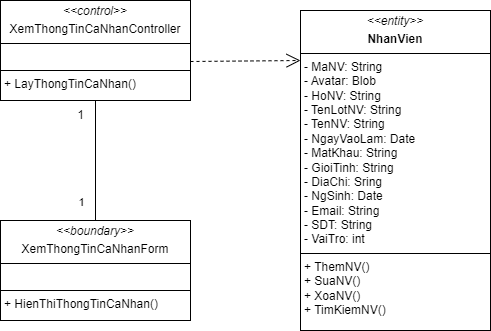 <<control>>
XemThongTinCaNhanController
+ LayThongTinCaNhan()
1
1
<<boundary>>
XemThongTinCaNhanForm
+ HienThiThongTinCaNhan()
<<entity>>
NhanVien
- MaNV: String
- Avatar: Blob
- HoNV: String
- TenLotNV: String
- TenNV: String
- NgayVaoLam: Date
- MatKhau: String
- GioiTinh: String
- DiaChi: String
- NgSinh: Date
- Email: String
- SDT: String
- VaiTro: int
+ ThemNV()
+ SuaNV()
+ XoaNV()
+ TimKiemNV()